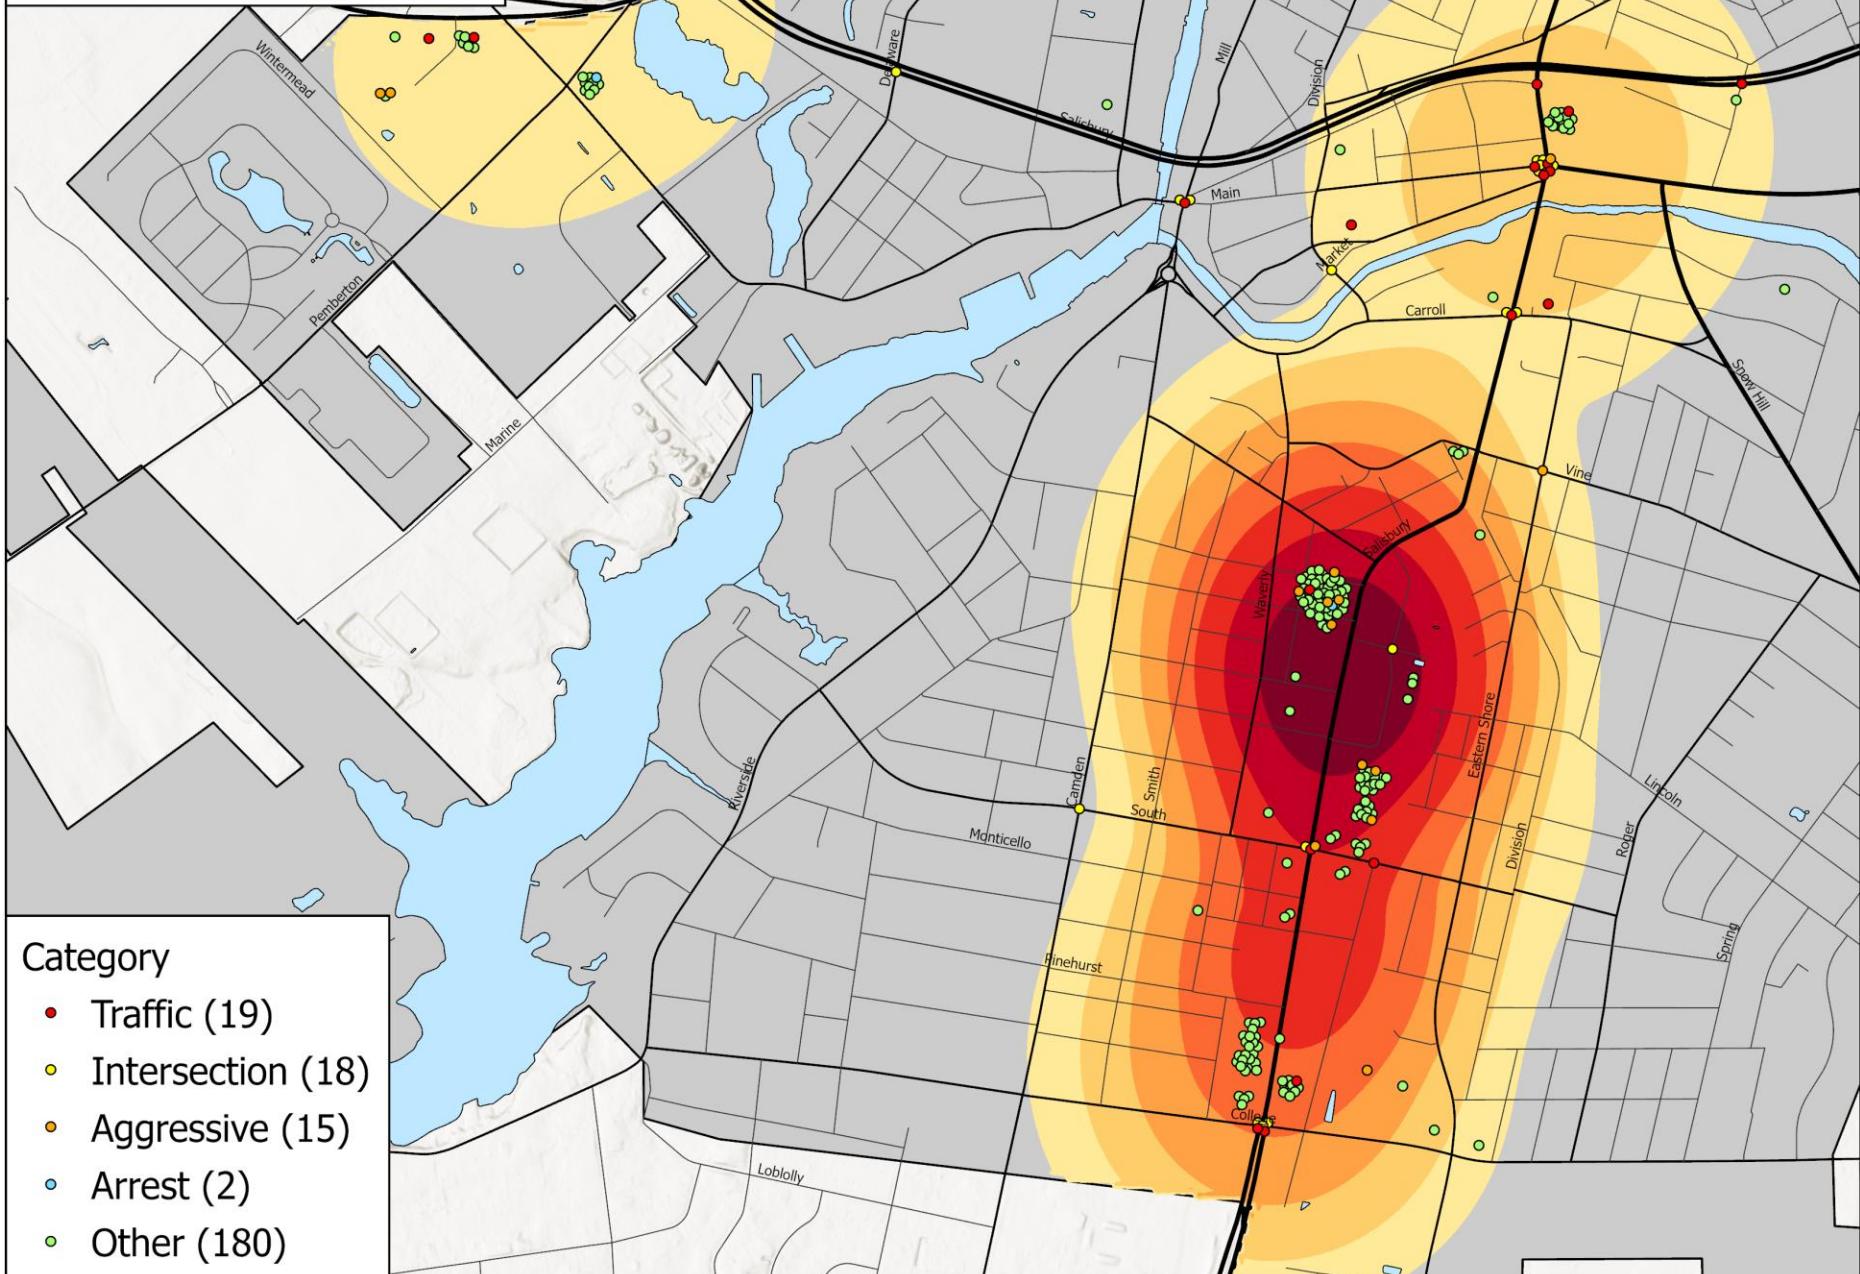 Wintermead
Delaware
Mill
Division
Salisbury
Main
Market
Pemberton
Carroll
Snow Hill
Marine
Vine
Salisbury
Waverly
Eastern Shore
Riverside
Camden
Smith
South
Lincoln
Monticello
Division
Roger
Spring
Pinehurst
College
Loblolly
Category
Traffic (19)
Intersection (18)
Aggressive (15)
Arrest (2)
Other (180)